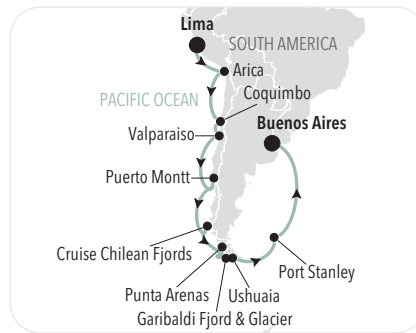 Lima
SOUTH AMERICA
Arica
PACIFIC OCEAN
Coquimbo
Buenos Aires
Valparaiso
Puerto Montt
Cruise Chilean Fjords
Port Stanley
Punta Arenas
Ushuaia
Garibaldi Fjord & Glacier